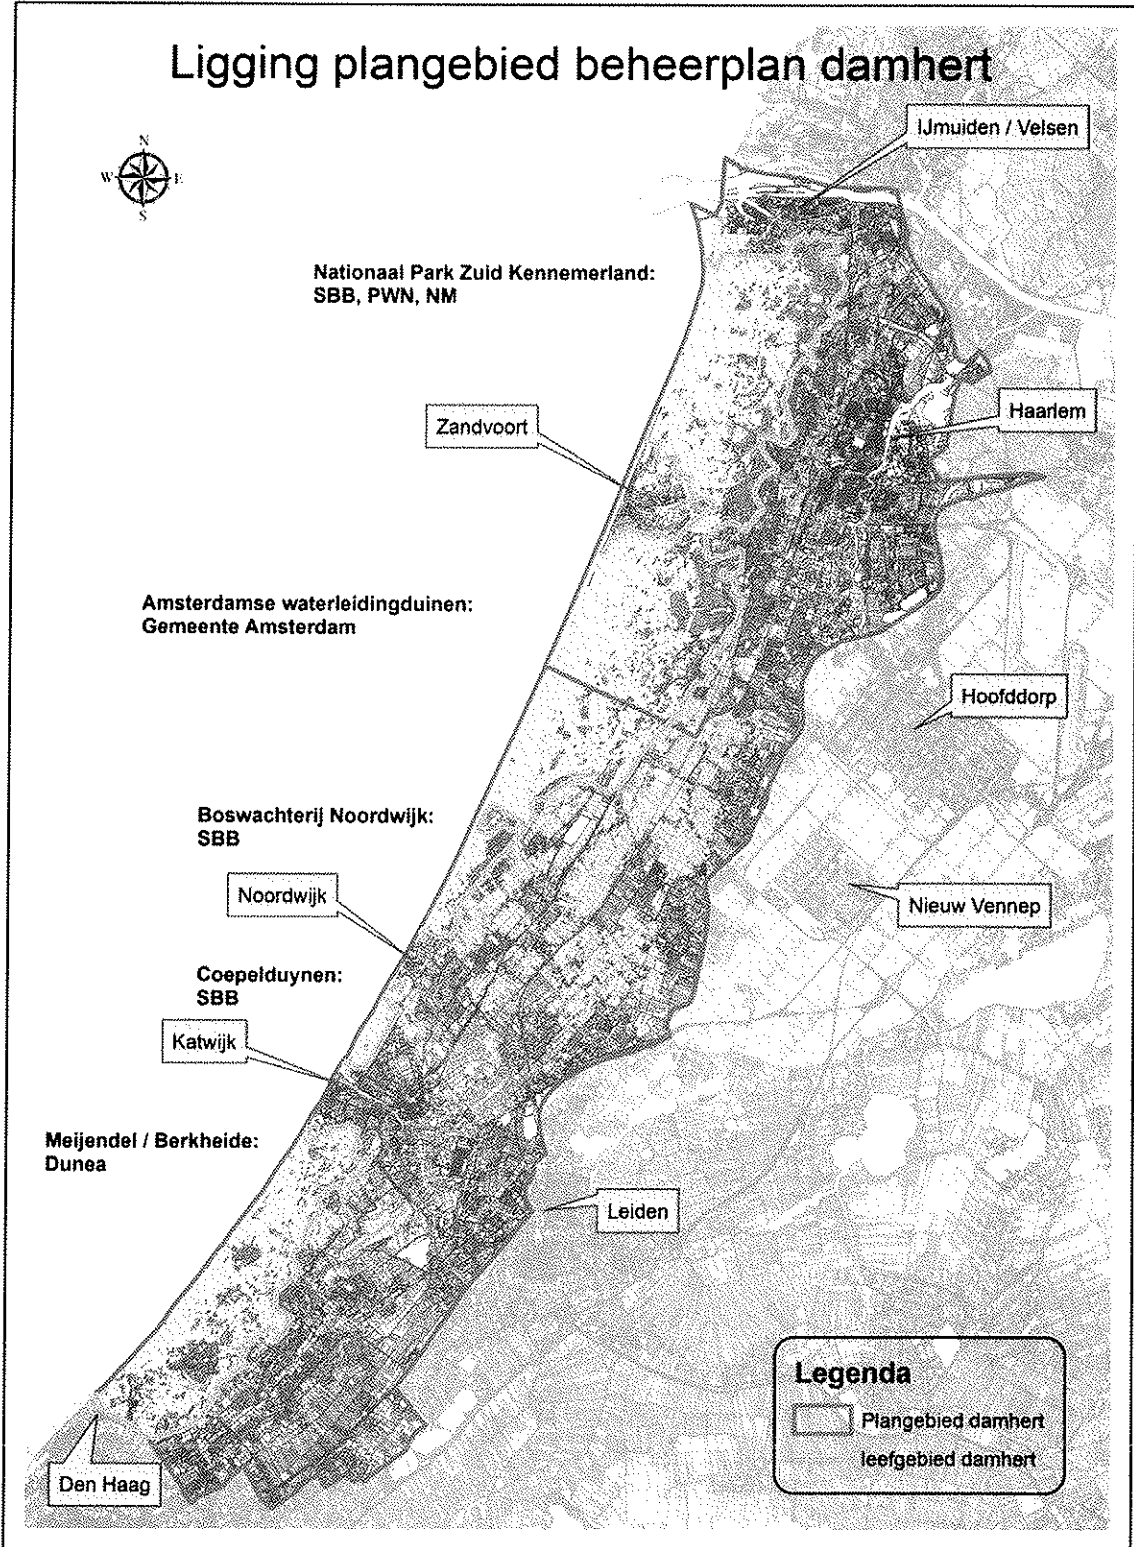 Ligging plangebied beheerplan damhert
IJmuiden / Velsen
N
W E
S
Nationaal Park Zuid Kennemerland:
SBB, PWN, NM
Haarlem
Zandvoort
Amsterdamse waterleidingduinen:
Gemeente Amsterdam
Hoofddorp
Boswachterij Noordwijk:
SBB
Noordwijk
Nieuw Vennep
Coepelduynen:
SBB
Katwijk
Meijendel / Berkheide:
Dunea
Leiden
Legenda
Plangebied damhert
leefgebied damhert
Den Haag